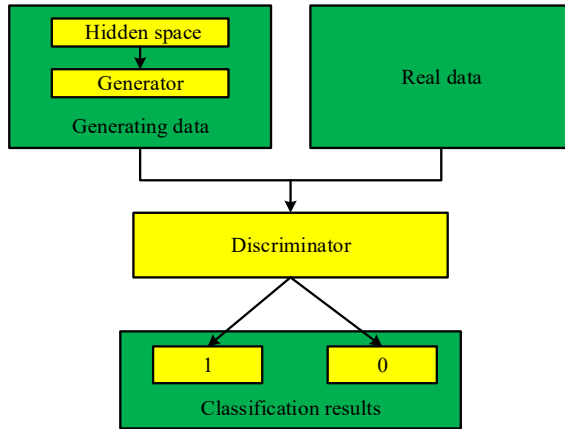 Hidden space
Generator
Generating data
Real data
Discriminator
1
0
Classification results